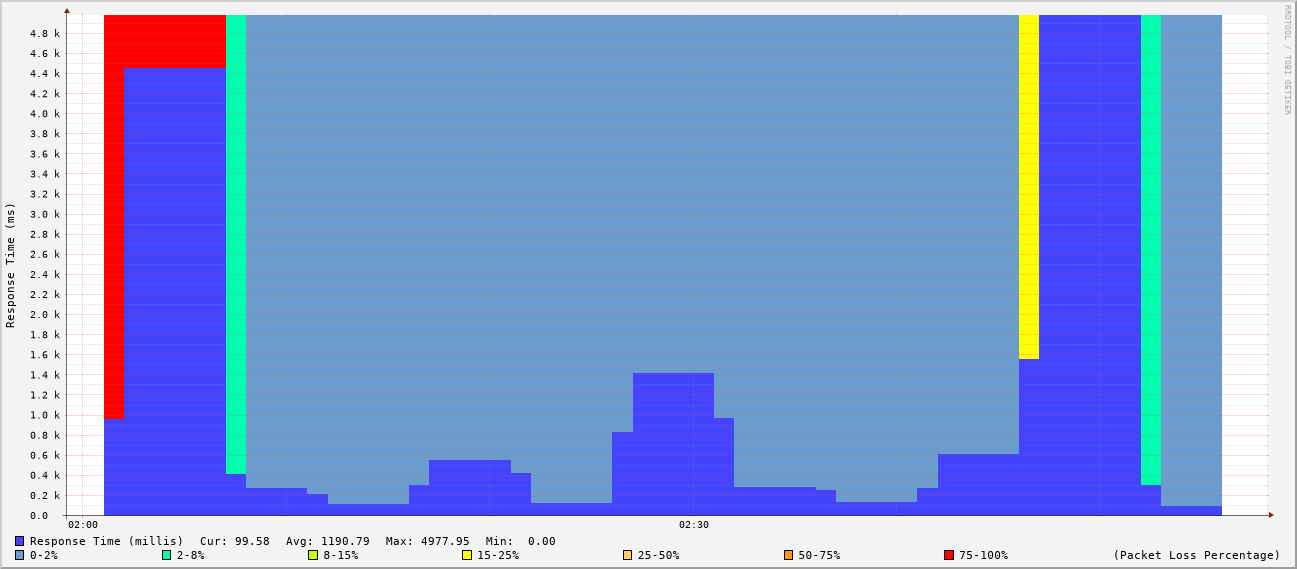 RRDTOOL / TOBI OETIKER
Response Time (ms)
4.8 k
4.6 k
4.4 k
4.2 k
4.0 k
3.8 k
3.6 k
3.4 k
3.2 k
3.0 k
2.8 k
2.6 k
2.4 k
2.2 k
2.0 k
1.8 k
1.6 k
1.4 k
1.2 k
1.0 k
0.8 k
0.6 k
0.4 k
0.2 k
0.0
02:00 02:30
Response Time (millis) Cur: 99.58 Avg: 1190.79 Max: 4977.95 Min: 0.00
0-2% 2-8% 8-15% 15-25% 25-50% 50-75% 75-100% (Packet Loss Percentage)